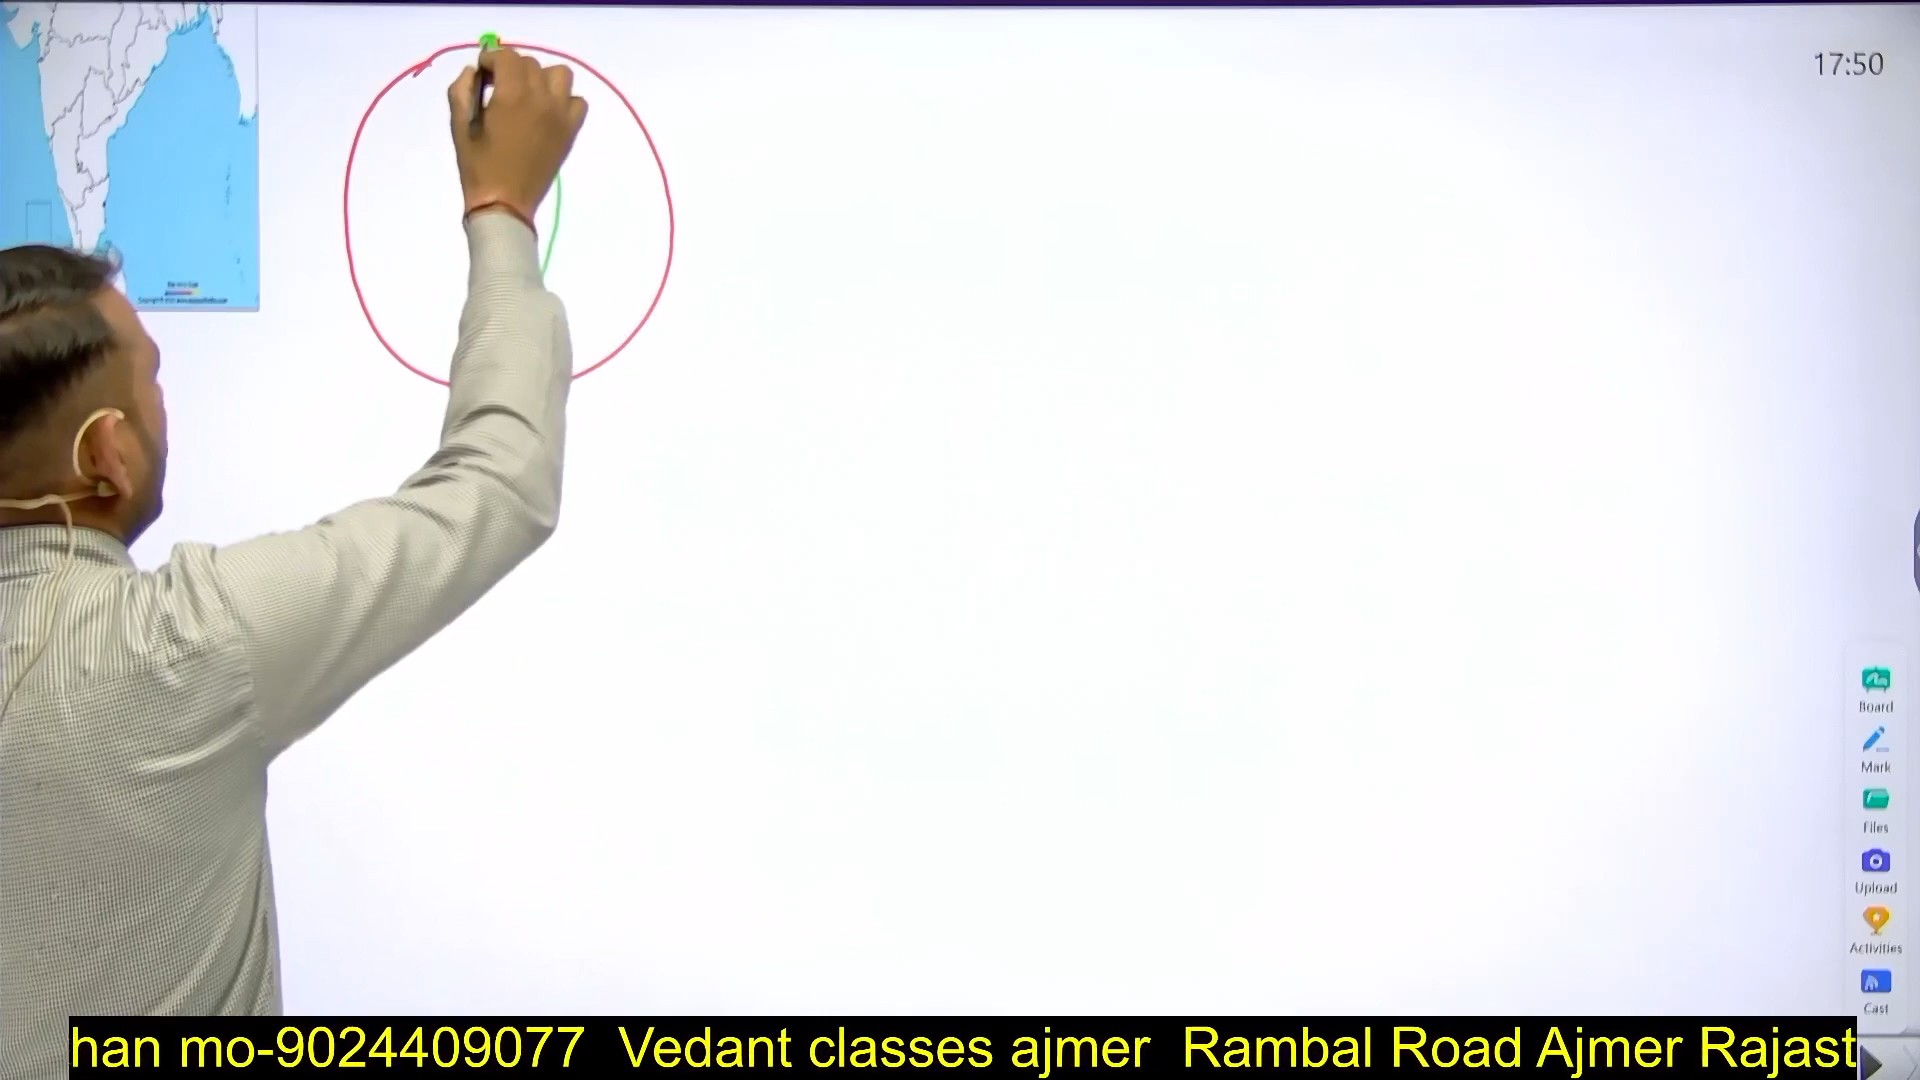 17:50
Board
Mark
Files
Upload
Activities
Cast
han mo-9024409077 Vedant classes ajmer Rambal Road Ajmer Rajast